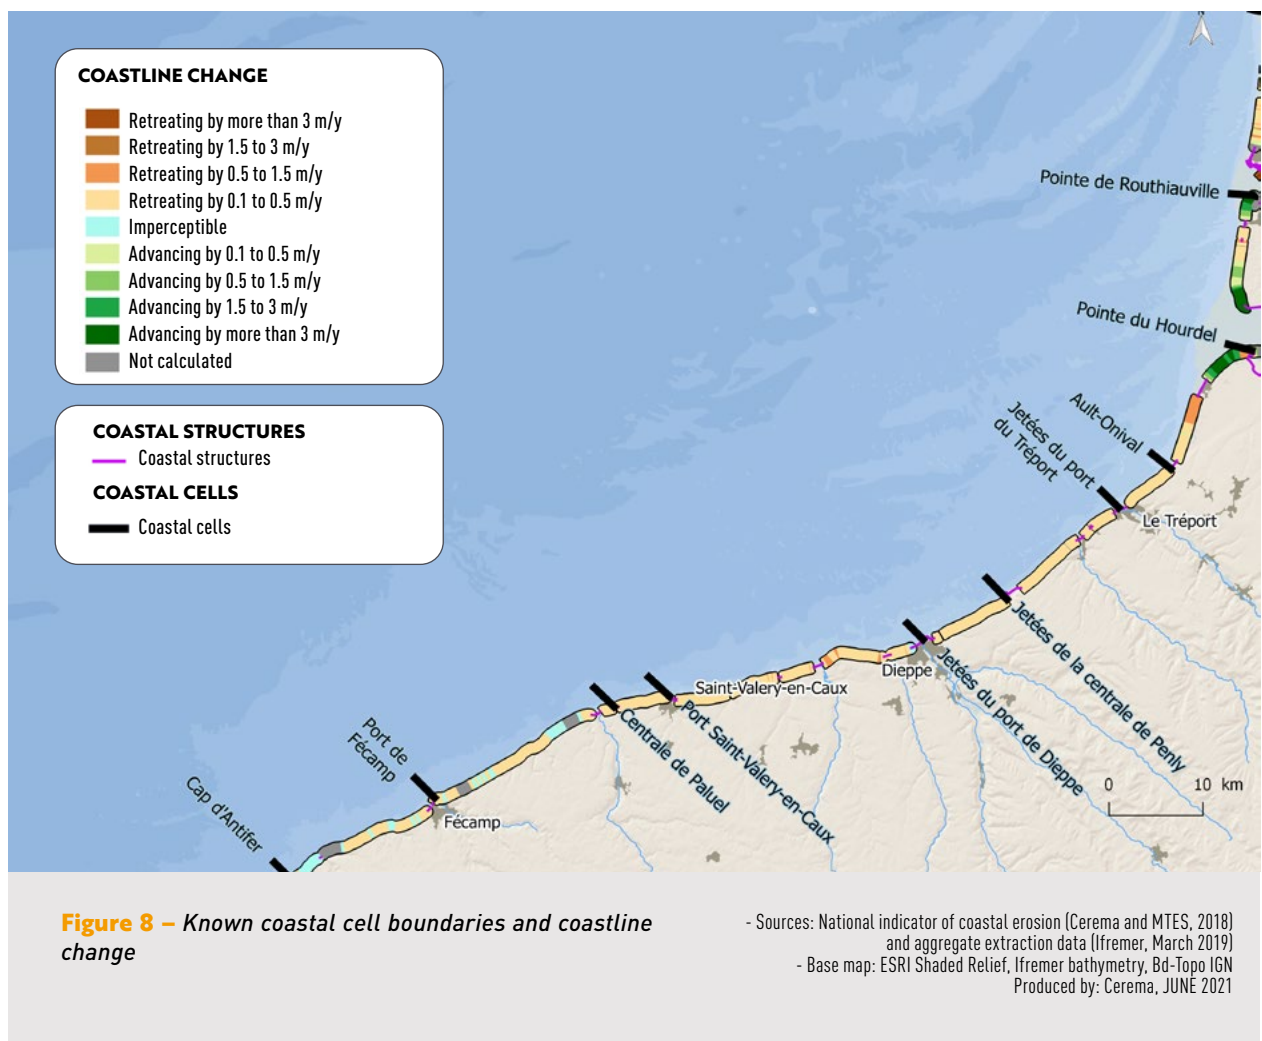 COASTLINE CHANGE
Retreating by more than 3 m/y
Retreating by 1.5 to 3 m/y
Retreating by 0.5 to 1.5 m/y
Retreating by 0.1 to 0.5 m/y
Imperceptible
Advancing by 0.1 to 0.5 m/y
Advancing by 0.5 to 1.5 m/y
Advancing by 1.5 to 3 m/y
Advancing by more than 3 m/y
Not calculated
COASTAL STRUCTURES
Coastal structures
COASTAL CELLS
Coastal cells
Pointe de Routhiauville
Pointe du Hourdel
Ault-Onival
Jetées du port
du Tréport
Le Tréport
Jetées de la centrale de Penly
Dieppe
Jetées du port de Dieppe
Saint-Valery-en-Caux
Port Saint-Valery-en-Caux
Centrale de Paluel
Port de
Fécamp
Fécamp
Cap d'Antifer
0 10 km
Figure 8 – Known coastal cell boundaries and coastline
change
- Sources: National indicator of coastal erosion (Cerema and MTES, 2018)
and aggregate extraction data (Ifremer, March 2019)
- Base map: ESRI Shaded Relief, Ifremer bathymetry, Bd-Topo IGN
Produced by: Cerema, JUNE 2021